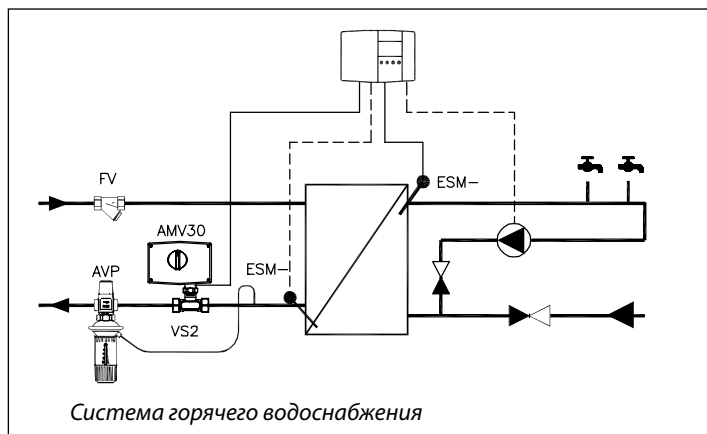 FV
AMV30
ESM-
AVP
ESM-
VS2
Система горячего водоснабжения